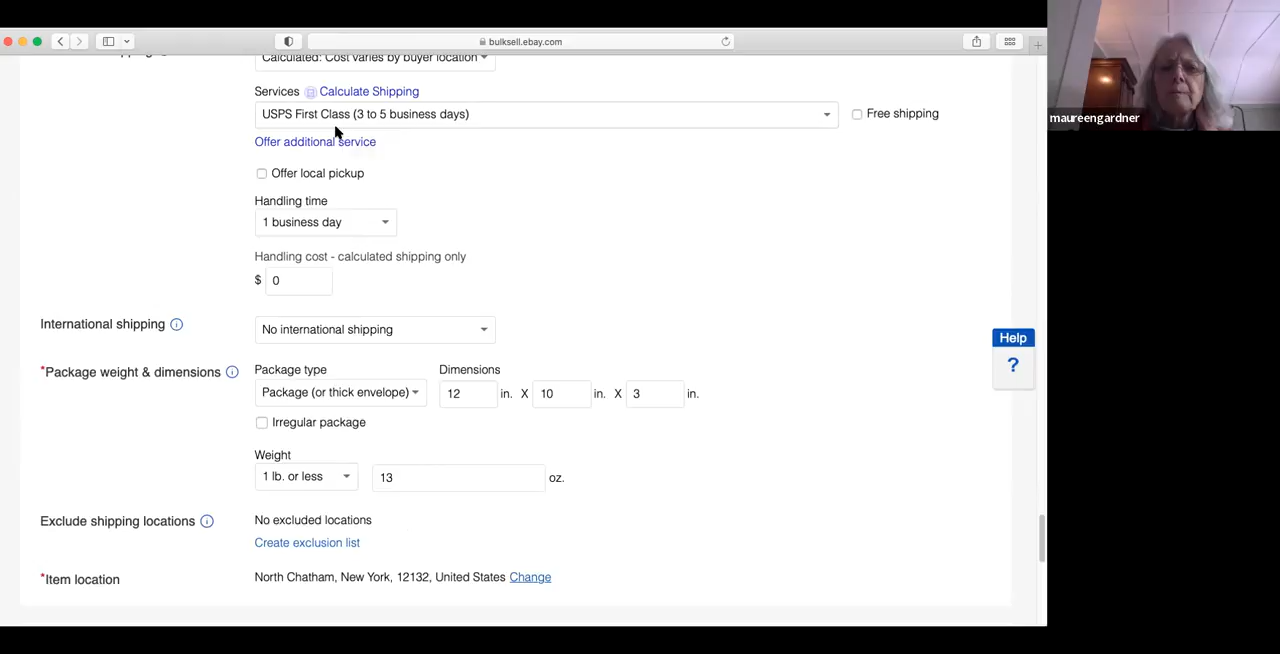 bulksell.ebay.com
Calculated: Cost varies by buyer location
Services Calculate Shipping
USPS First Class (3 to 5 business days)
Free shipping
Offer additional service
Offer local pickup
Handling time
1 business day
Handling cost - calculated shipping only
$ 0
International shipping
No international shipping
*Package weight & dimensions
Package type
Dimensions
Package (or thick envelope)
12 in. X 10 in. X 3 in.
Irregular package
Weight
1 lb. or less
13 oz.
Exclude shipping locations
No excluded locations
Create exclusion list
*Item location
North Chatham, New York, 12132, United States Change
Help
?
maureengardner